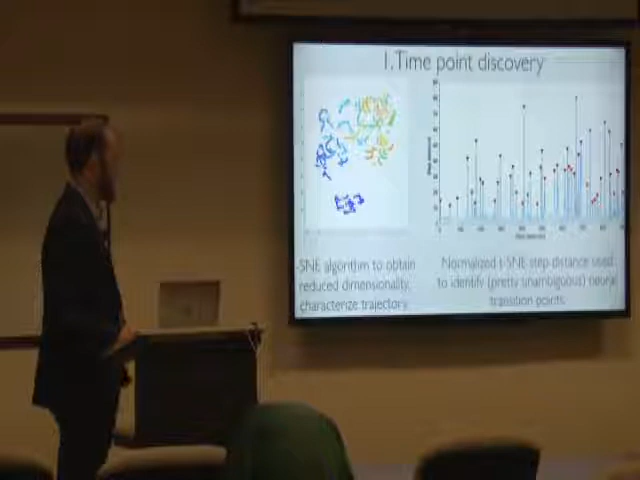 1. Time point discovery
-SNE algorithm to obtain
reduced dimensionality,
characterize trajectory.
Normalized t-SNE step distance used
to identify (pretty unambigous) neural
transition points.